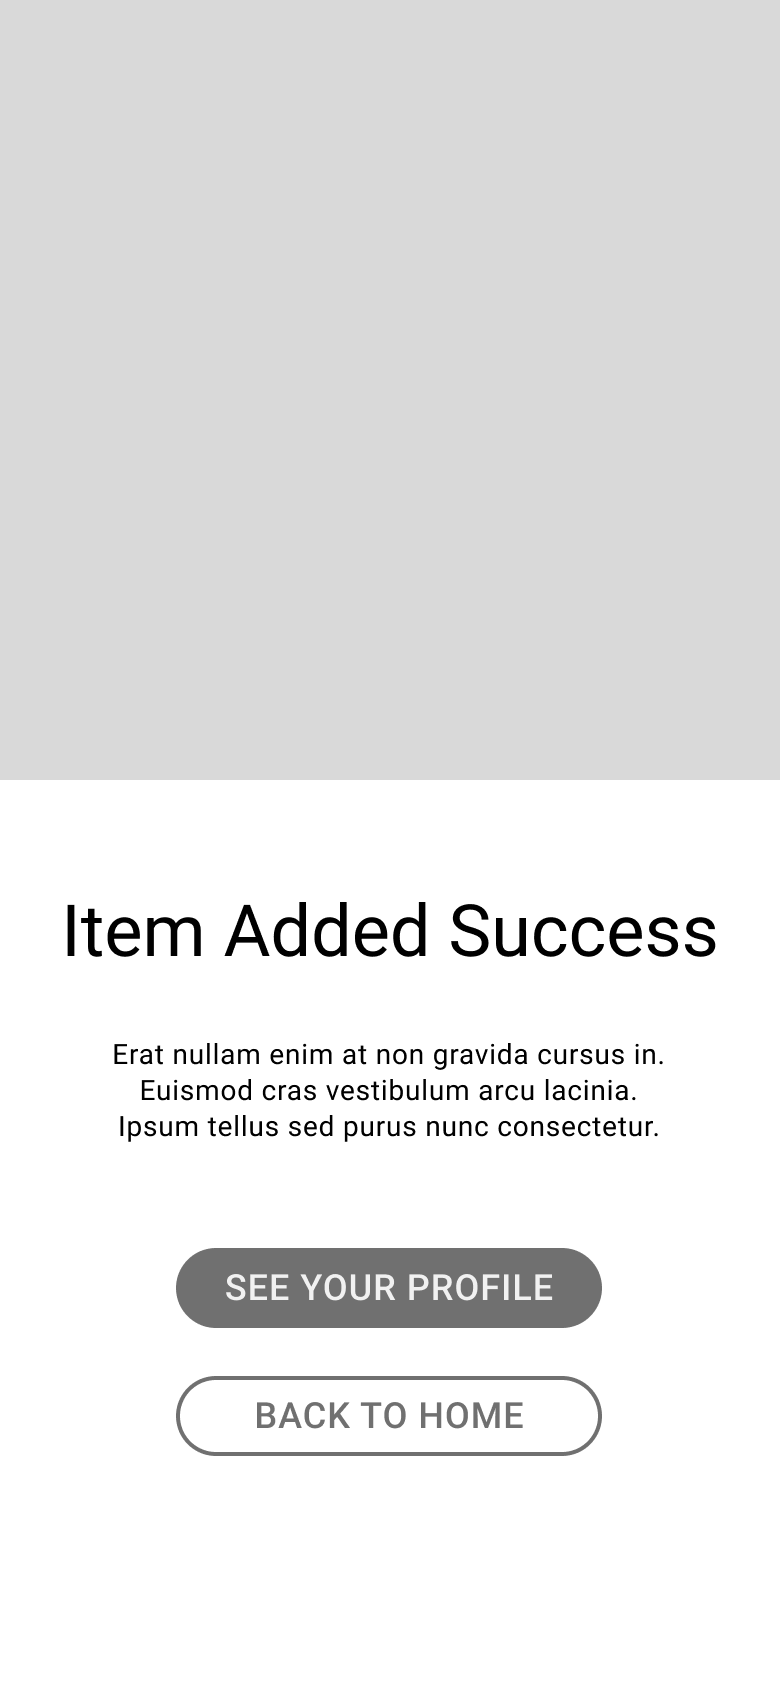 Item Added Success
Erat nullam enim at non gravida cursus in.
Euismod cras vestibulum arcu lacinia.
Ipsum tellus sed purus nunc consectetur.
SEE YOUR PROFILE
BACK TO HOME